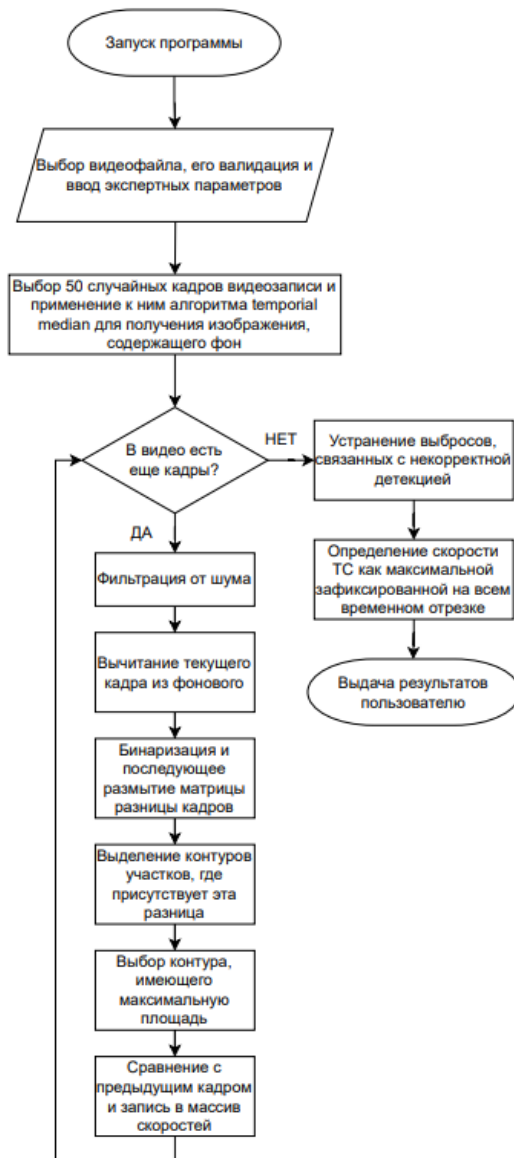 Запуск программы
Выбор видеофайла, его валидация и
ввод экспертных параметров
Выбор 50 случайных кадров видеозаписи и
применение к ним алгоритма temporial
median для получения изображения,
содержащего фон
В видео есть
еще кадры?
НЕТ
ДА
Устранение выбросов,
связанных с некорректной
детекцией
Определение скорости
ТС как максимальной
зафиксированной на всем
временном отрезке
Выдача результатов
пользователю
Фильтрация от шума
Вычитание текущего
кадра из фонового
Бинаризация и
последующее
размытие матрицы
разницы кадров
Выделение контуров
участков, где
присутствует эта
разница
Выбор контура,
имеющего
максимальную
площадь
Сравнение с
предыдущим кадром
и запись в массив
скоростей